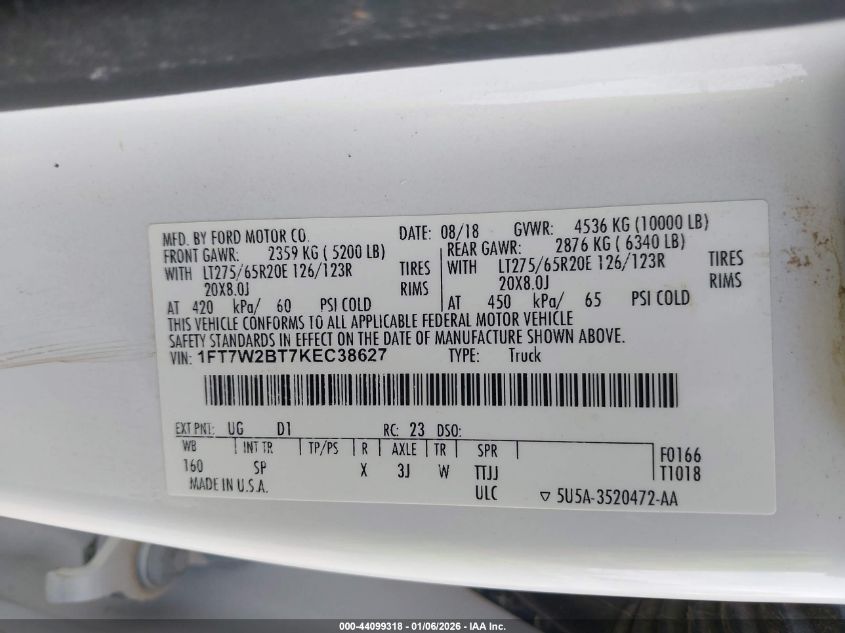 MFD. BY FORD MOTOR CO. DATE: 08/18 GVWR: 4536 KG (10000 LB)
FRONT GAWR: 2359 KG ( 5200 LB) REAR GAWR: 2876 KG ( 6340 LB)
WITH LT275/65R20E 126/123R TIRES WITH LT275/65R20E 126/123R TIRES
20X8.0J RIMS 20X8.0J RIMS
AT 420 kPa/ 60 PSI COLD AT 450 kPa/ 65 PSI COLD
THIS VEHICLE CONFORMS TO ALL APPLICABLE FEDERAL MOTOR VEHICLE
SAFETY STANDARDS IN EFFECT ON THE DATE OF MANUFACTURE SHOWN ABOVE.
VIN: 1FT7W2BT7KEC38627 TYPE: Truck
EXT PNT: UG D1 RC: 23 DSO:
WB INT TR TP/PS R AXLE TR SPR F0166
160 SP X 3J W TTJJ T1018
MADE IN U.S.A. ULC 5U5A-3520472-AA
000-44099318 - 01/06/2026 - IAA Inc.